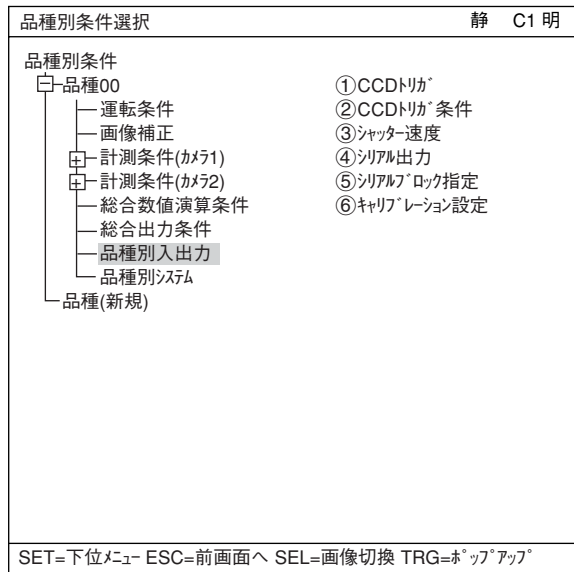 品種別条件選択 静 C1 明
品種別条件
品種00
運転条件
画像補正
計測条件(ｶﾒﾗ1)
計測条件(ｶﾒﾗ2)
総合数値演算条件
総合出力条件
品種別入出力
品種別ｼｽﾃﾑ
品種(新規)
①CCDﾄﾘｶﾞ
②CCDﾄﾘｶﾞ条件
③ｼｬｯﾀｰ速度
④ｼﾘｱﾙ出力
⑤ｼﾘｱﾙﾌﾞﾛｯｸ指定
⑥ｷｬﾘﾌﾞﾚｰｼｮﾝ設定
SET=下位ﾒﾆｭｰ ESC=前画面へ SEL=画像切換 TRG=ﾎﾟｯﾌﾟｱｯﾌﾟ